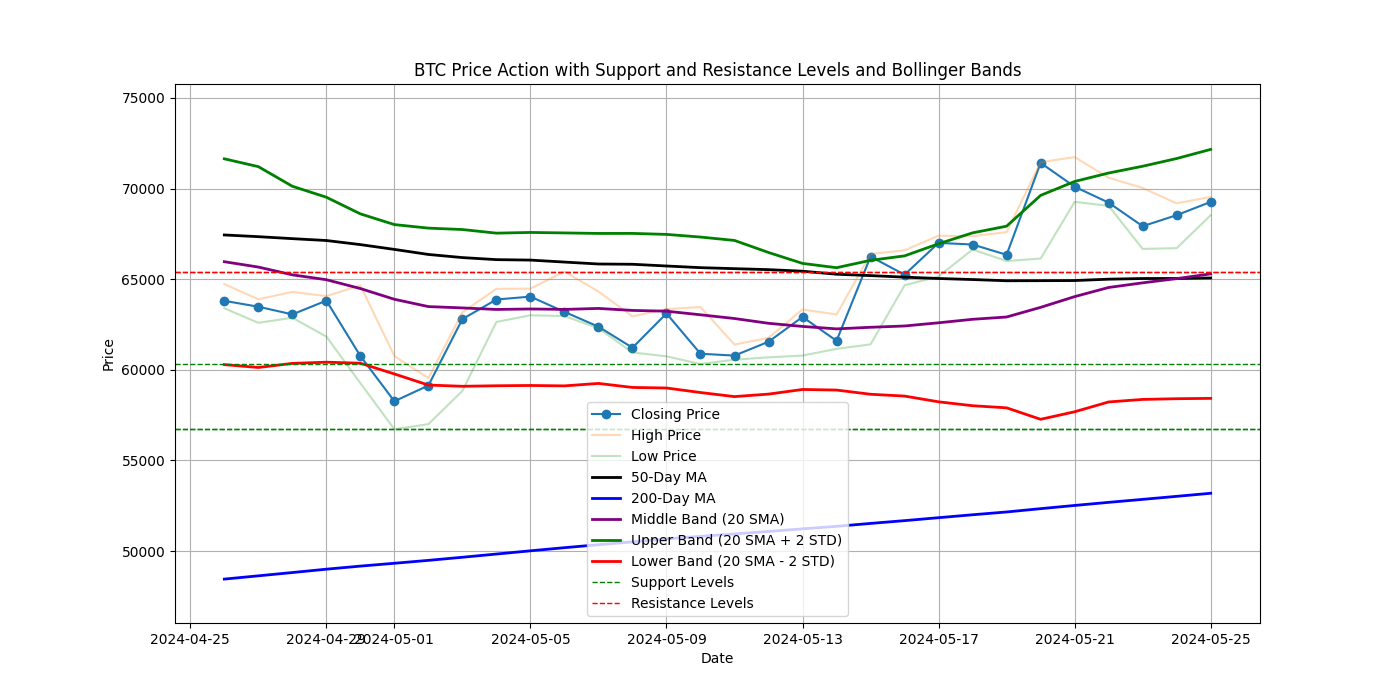 BTC Price Action with Support and Resistance Levels and Bollinger Bands
75000
70000
65000
60000
55000
50000
Price
Closing Price
High Price
Low Price
50-Day MA
200-Day MA
Middle Band (20 SMA)
Upper Band (20 SMA + 2 STD)
Lower Band (20 SMA - 2 STD)
Support Levels
Resistance Levels
2024-04-25 2024-04-29 2024-05-01 2024-05-05 2024-05-09 2024-05-13 2024-05-17 2024-05-21 2024-05-25
Date